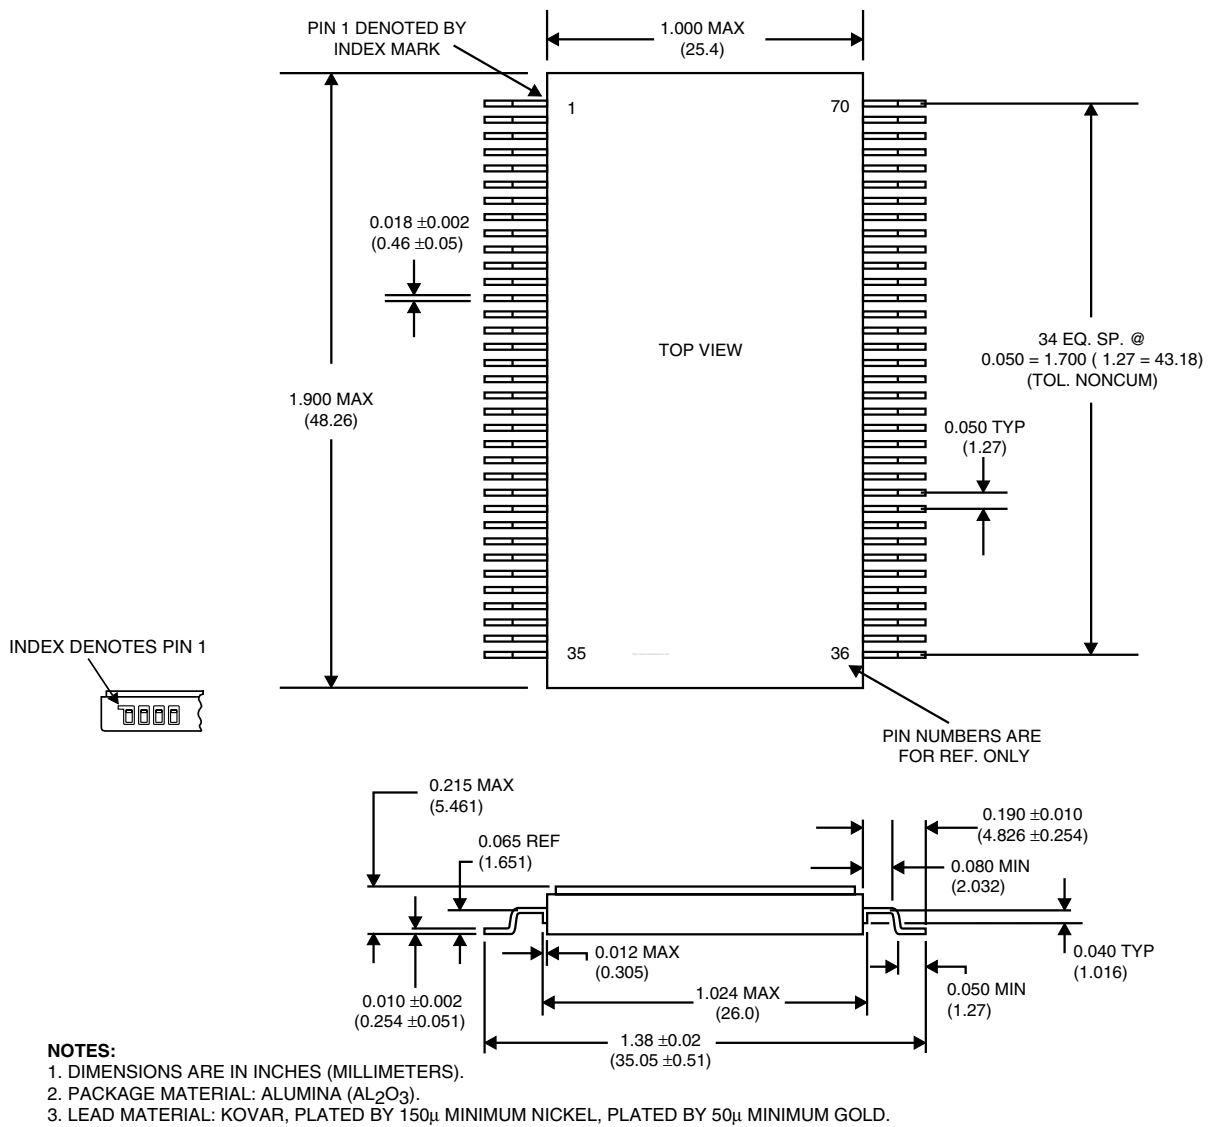 PIN 1 DENOTED BY
INDEX MARK
1.000 MAX
(25.4)
1
70
0.018 ±0.002
(0.46 ±0.05)
TOP VIEW
34 EQ. SP. @
0.050 = 1.700 ( 1.27 = 43.18)
(TOL. NONCUM)
1.900 MAX
(48.26)
0.050 TYP
(1.27)
INDEX DENOTES PIN 1
35
36
PIN NUMBERS ARE
FOR REF. ONLY
0.215 MAX
(5.461)
0.190 ±0.010
(4.826 ±0.254)
0.065 REF
(1.651)
0.080 MIN
(2.032)
0.012 MAX
(0.305)
0.040 TYP
(1.016)
0.010 ±0.002
(0.254 ±0.051)
1.024 MAX
(26.0)
0.050 MIN
(1.27)
1.38 ±0.02
(35.05 ±0.51)
NOTES:
1. DIMENSIONS ARE IN INCHES (MILLIMETERS).
2. PACKAGE MATERIAL: ALUMINA (AL2O3).
3. LEAD MATERIAL: KOVAR, PLATED BY 150µ MINIMUM NICKEL, PLATED BY 50µ MINIMUM GOLD.